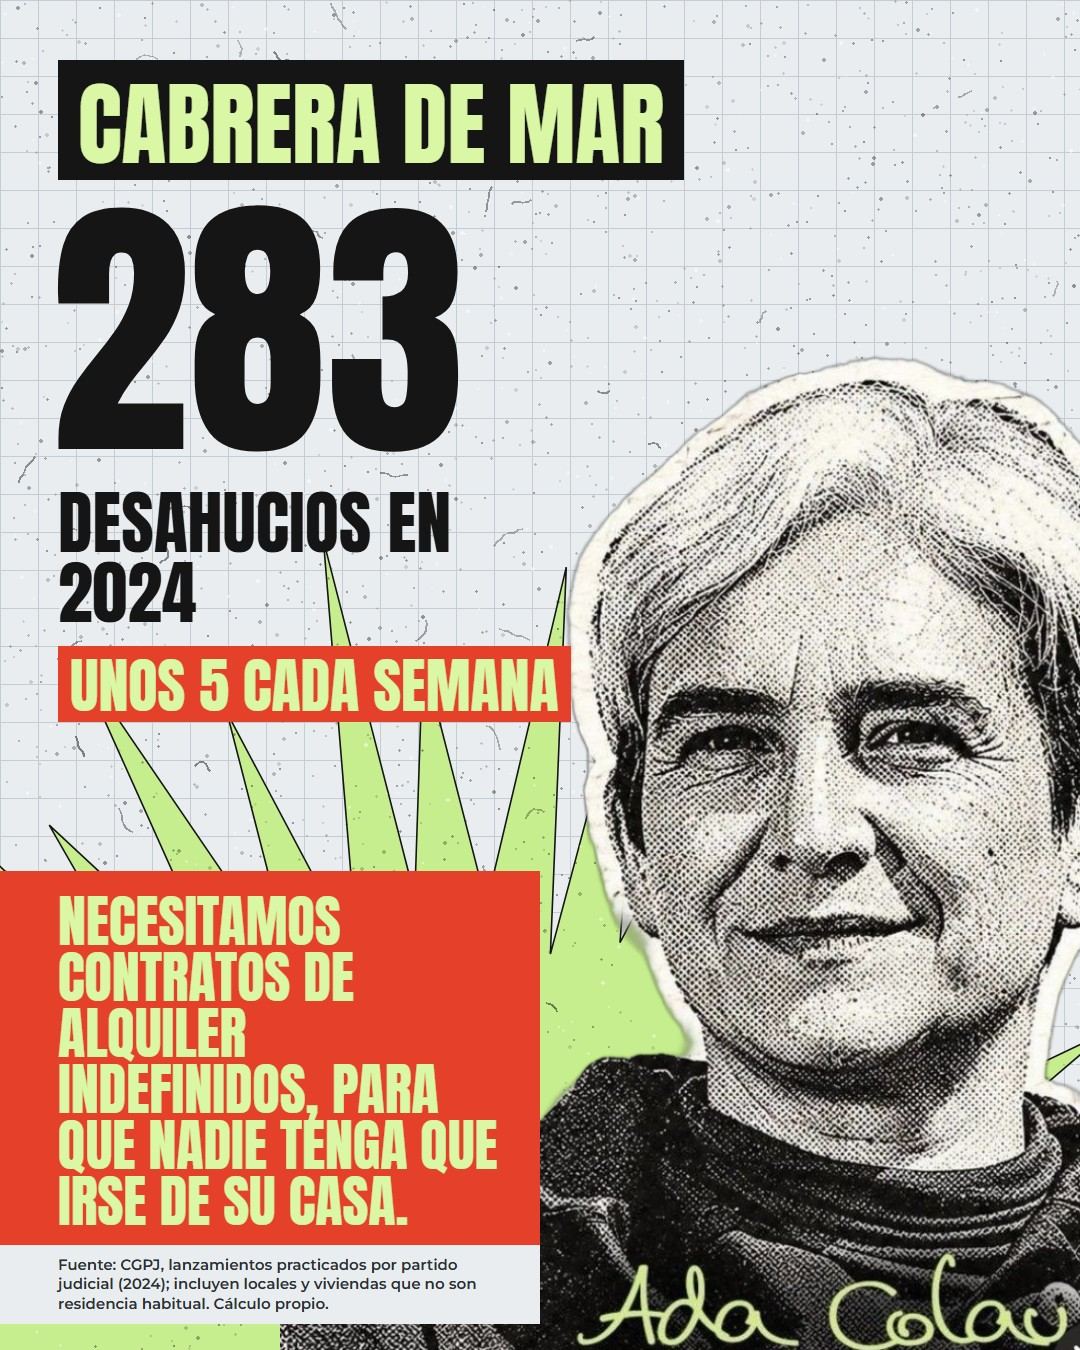 CABRERA DE MAR
283
DESAHUCIOS EN
2024
UNOS 5 CADA SEMANA
NECESITAMOS
CONTRATOS DE
ALQUILER
INDEFINIDOS, PARA
QUE NADIE TENGA QUE
IRSE DE SU CASA.
Fuente: CGPJ, lanzamientos practicados por partido
judicial (2024); incluyen locales y viviendas que no son
residencia habitual. Cálculo propio.
Ada Colau